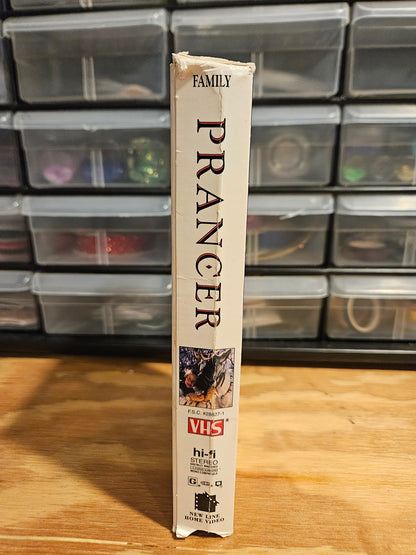 FAMILY
PRANCER
VHS
hi-fi
STEREO
G
NEW LINE
HOME VIDEO